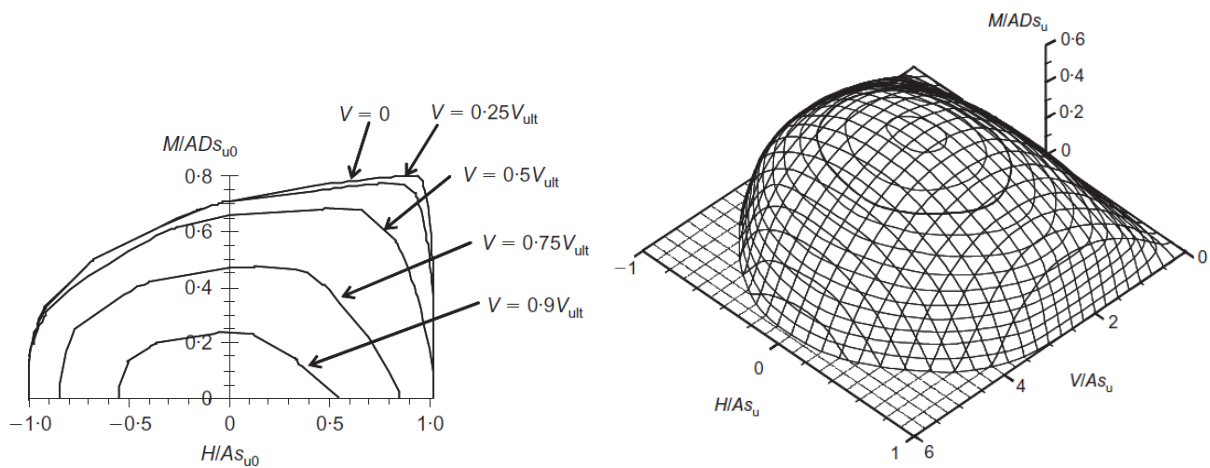 V = 0
V = 0·25Vult
M/ADsu0
0·8
V = 0·5Vult
0·6
V = 0·75Vult
0·4
V = 0·9Vult
0·2
0
−1·0 −0·5 0 0·5 1·0
H/Asu0
M/ADsu
0·6
0·4
0·2
0
−1
0
2
0
4
V/Asu
H/Asu
1 6